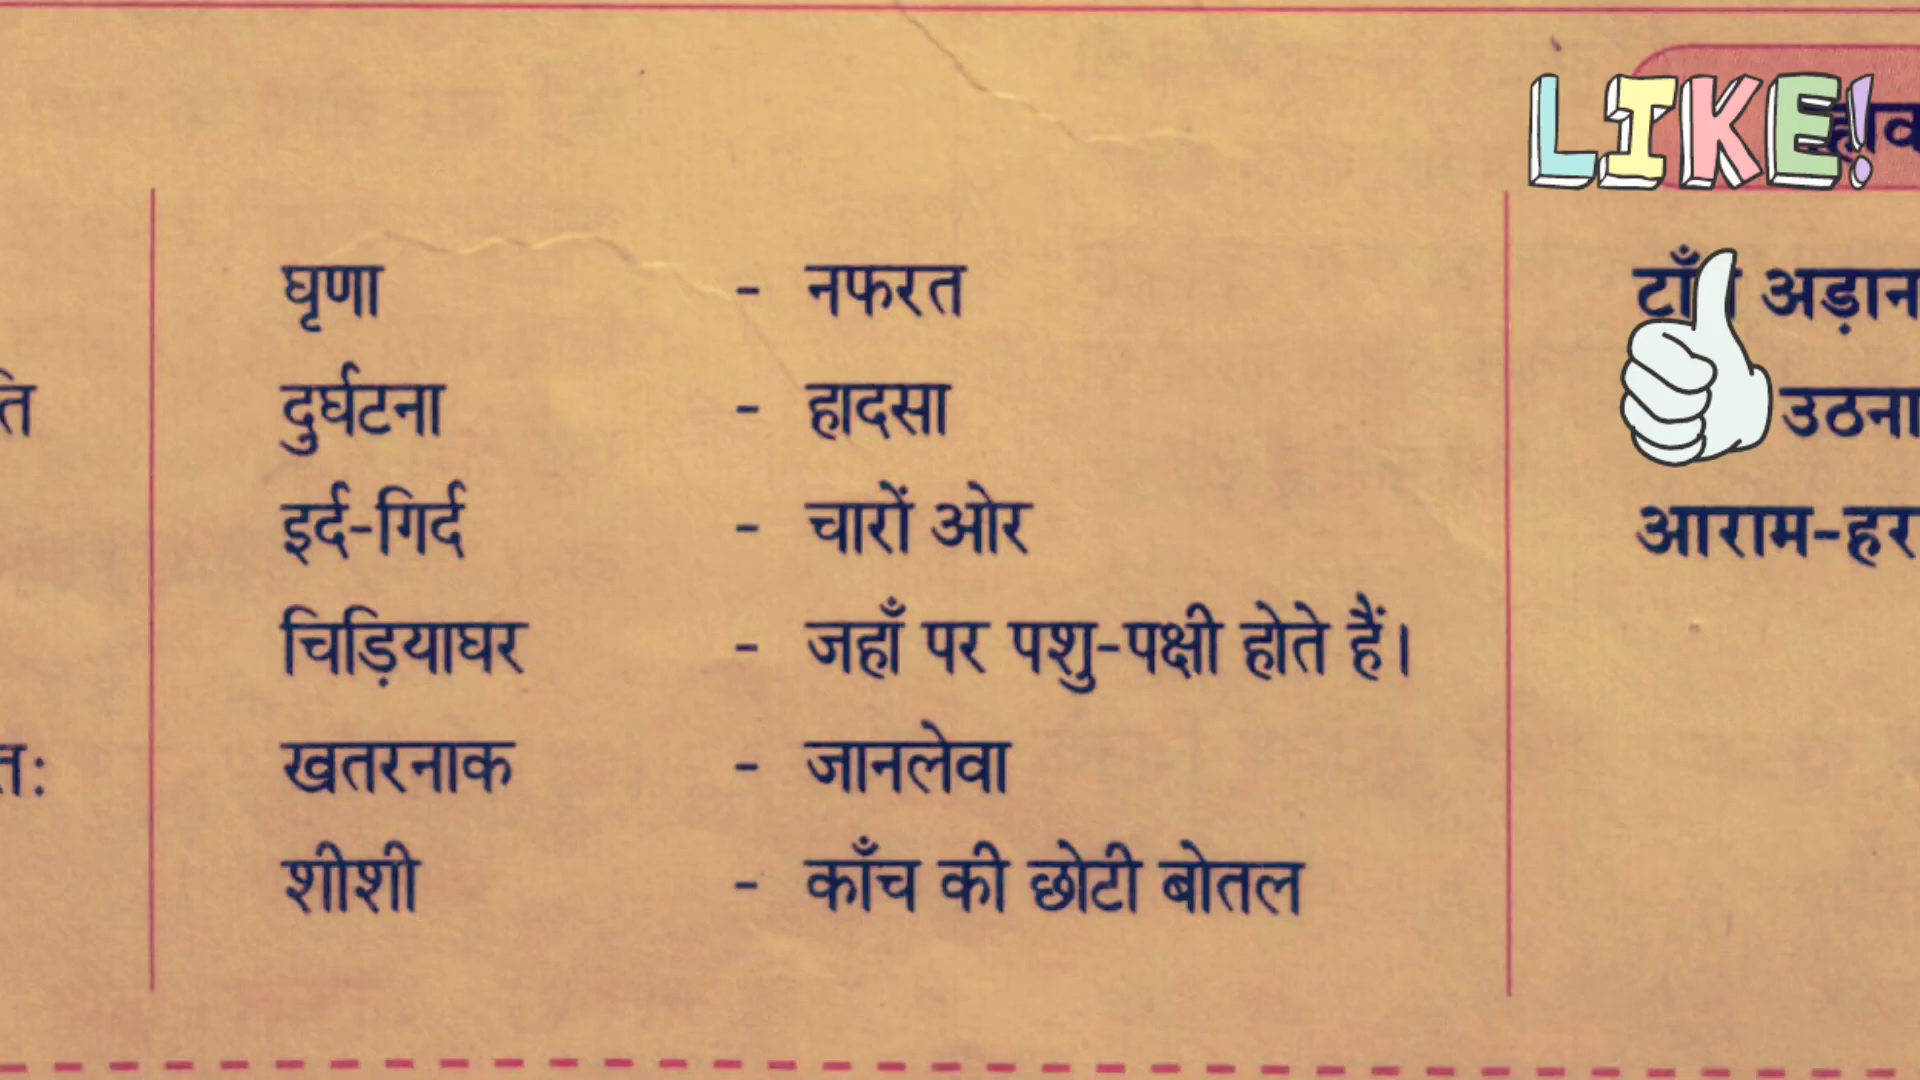 LIKE!
घृणा - नफरत
दुर्घटना - हादसा
इर्द-गिर्द - चारों ओर
चिड़ियाघर - जहाँ पर पशु-पक्षी होते हैं।
खतरनाक - जानलेवा
शीशी - काँच की छोटी बोतल
अड़ान
उठना
आराम-हर